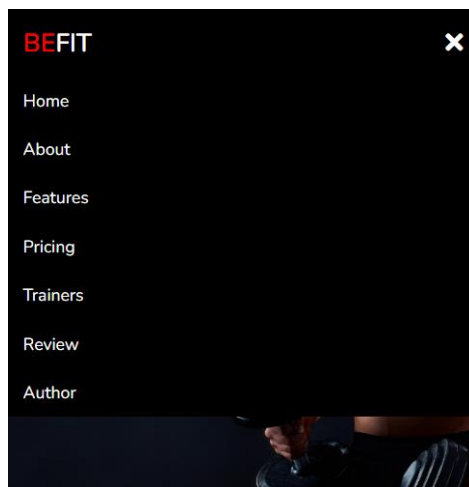 BEFIT
Home
About
Features
Pricing
Trainers
Review
Author